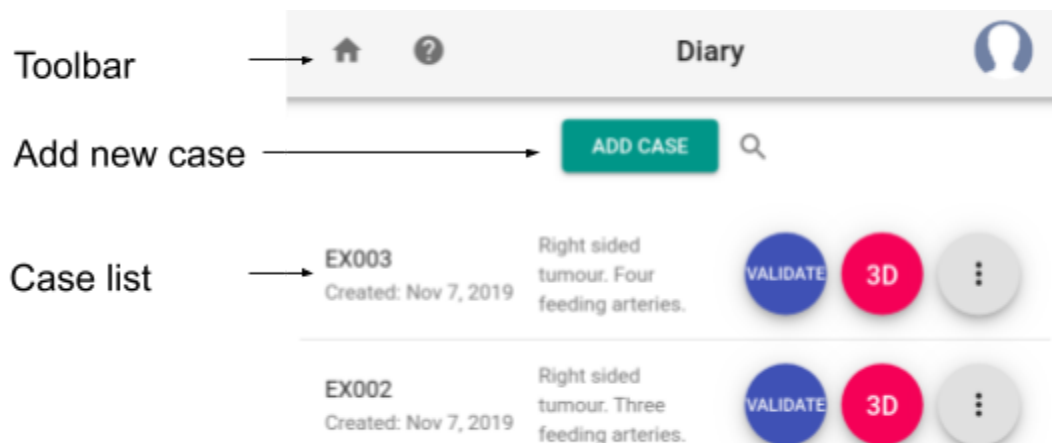 Toolbar
Diary
Add new case
ADD CASE
Case list
EX003
Created: Nov 7, 2019
Right sided
tumour. Four
feeding arteries.
VALIDATE
3D
EX002
Created: Nov 7, 2019
Right sided
tumour. Three
feeding arteries.
VALIDATE
3D